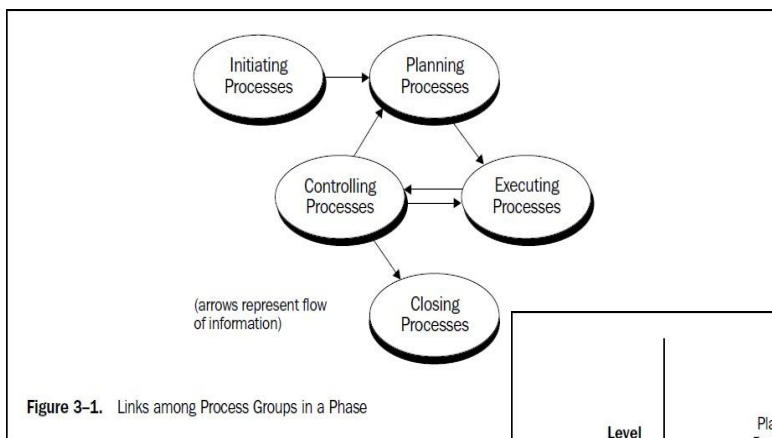 Initiating
Processes
Planning
Processes
Controlling
Processes
Executing
Processes
(arrows represent flow
of information)
Closing
Processes
Figure 3–1. Links among Process Groups in a Phase
Level